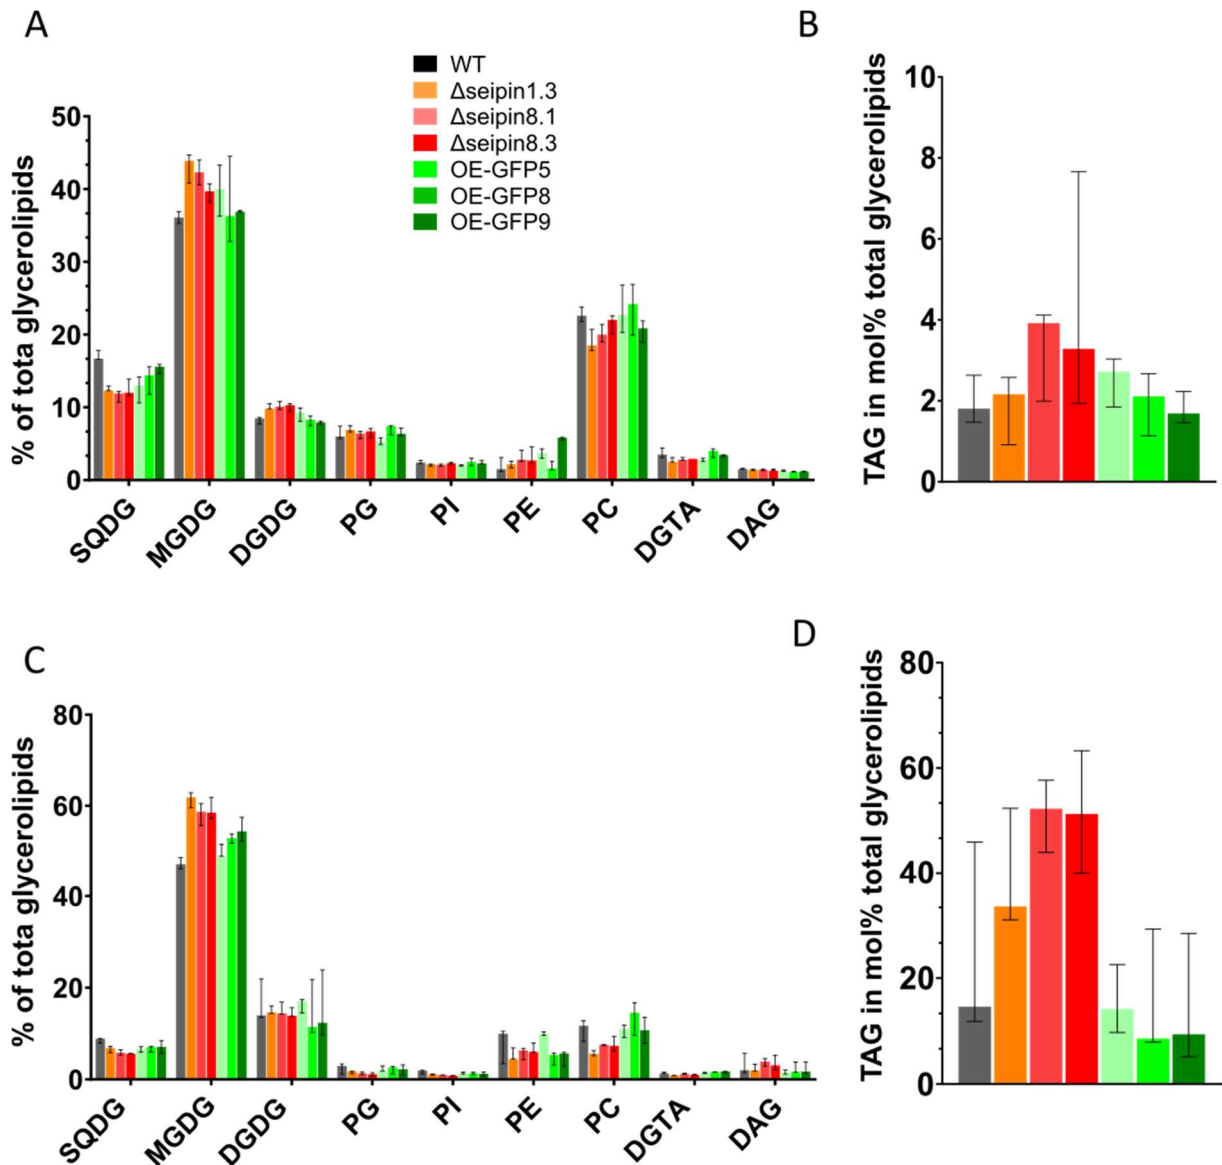 A
B
WT
Δseipin1.3
Δseipin8.1
Δseipin8.3
OE-GFP5
OE-GFP8
OE-GFP9
% of tota glycerolipids
50
40
30
20
10
0
SQDG
MGDG
DGDG
PG
PI
PE
PC
DGTA
DAG
TAG in mol% total glycerolipids
10
8
6
4
2
0
C
D
% of tota glycerolipids
80
60
40
20
0
SQDG
MGDG
DGDG
PG
PI
PE
PC
DGTA
DAG
TAG in mol% total glycerolipids
80
60
40
20
0